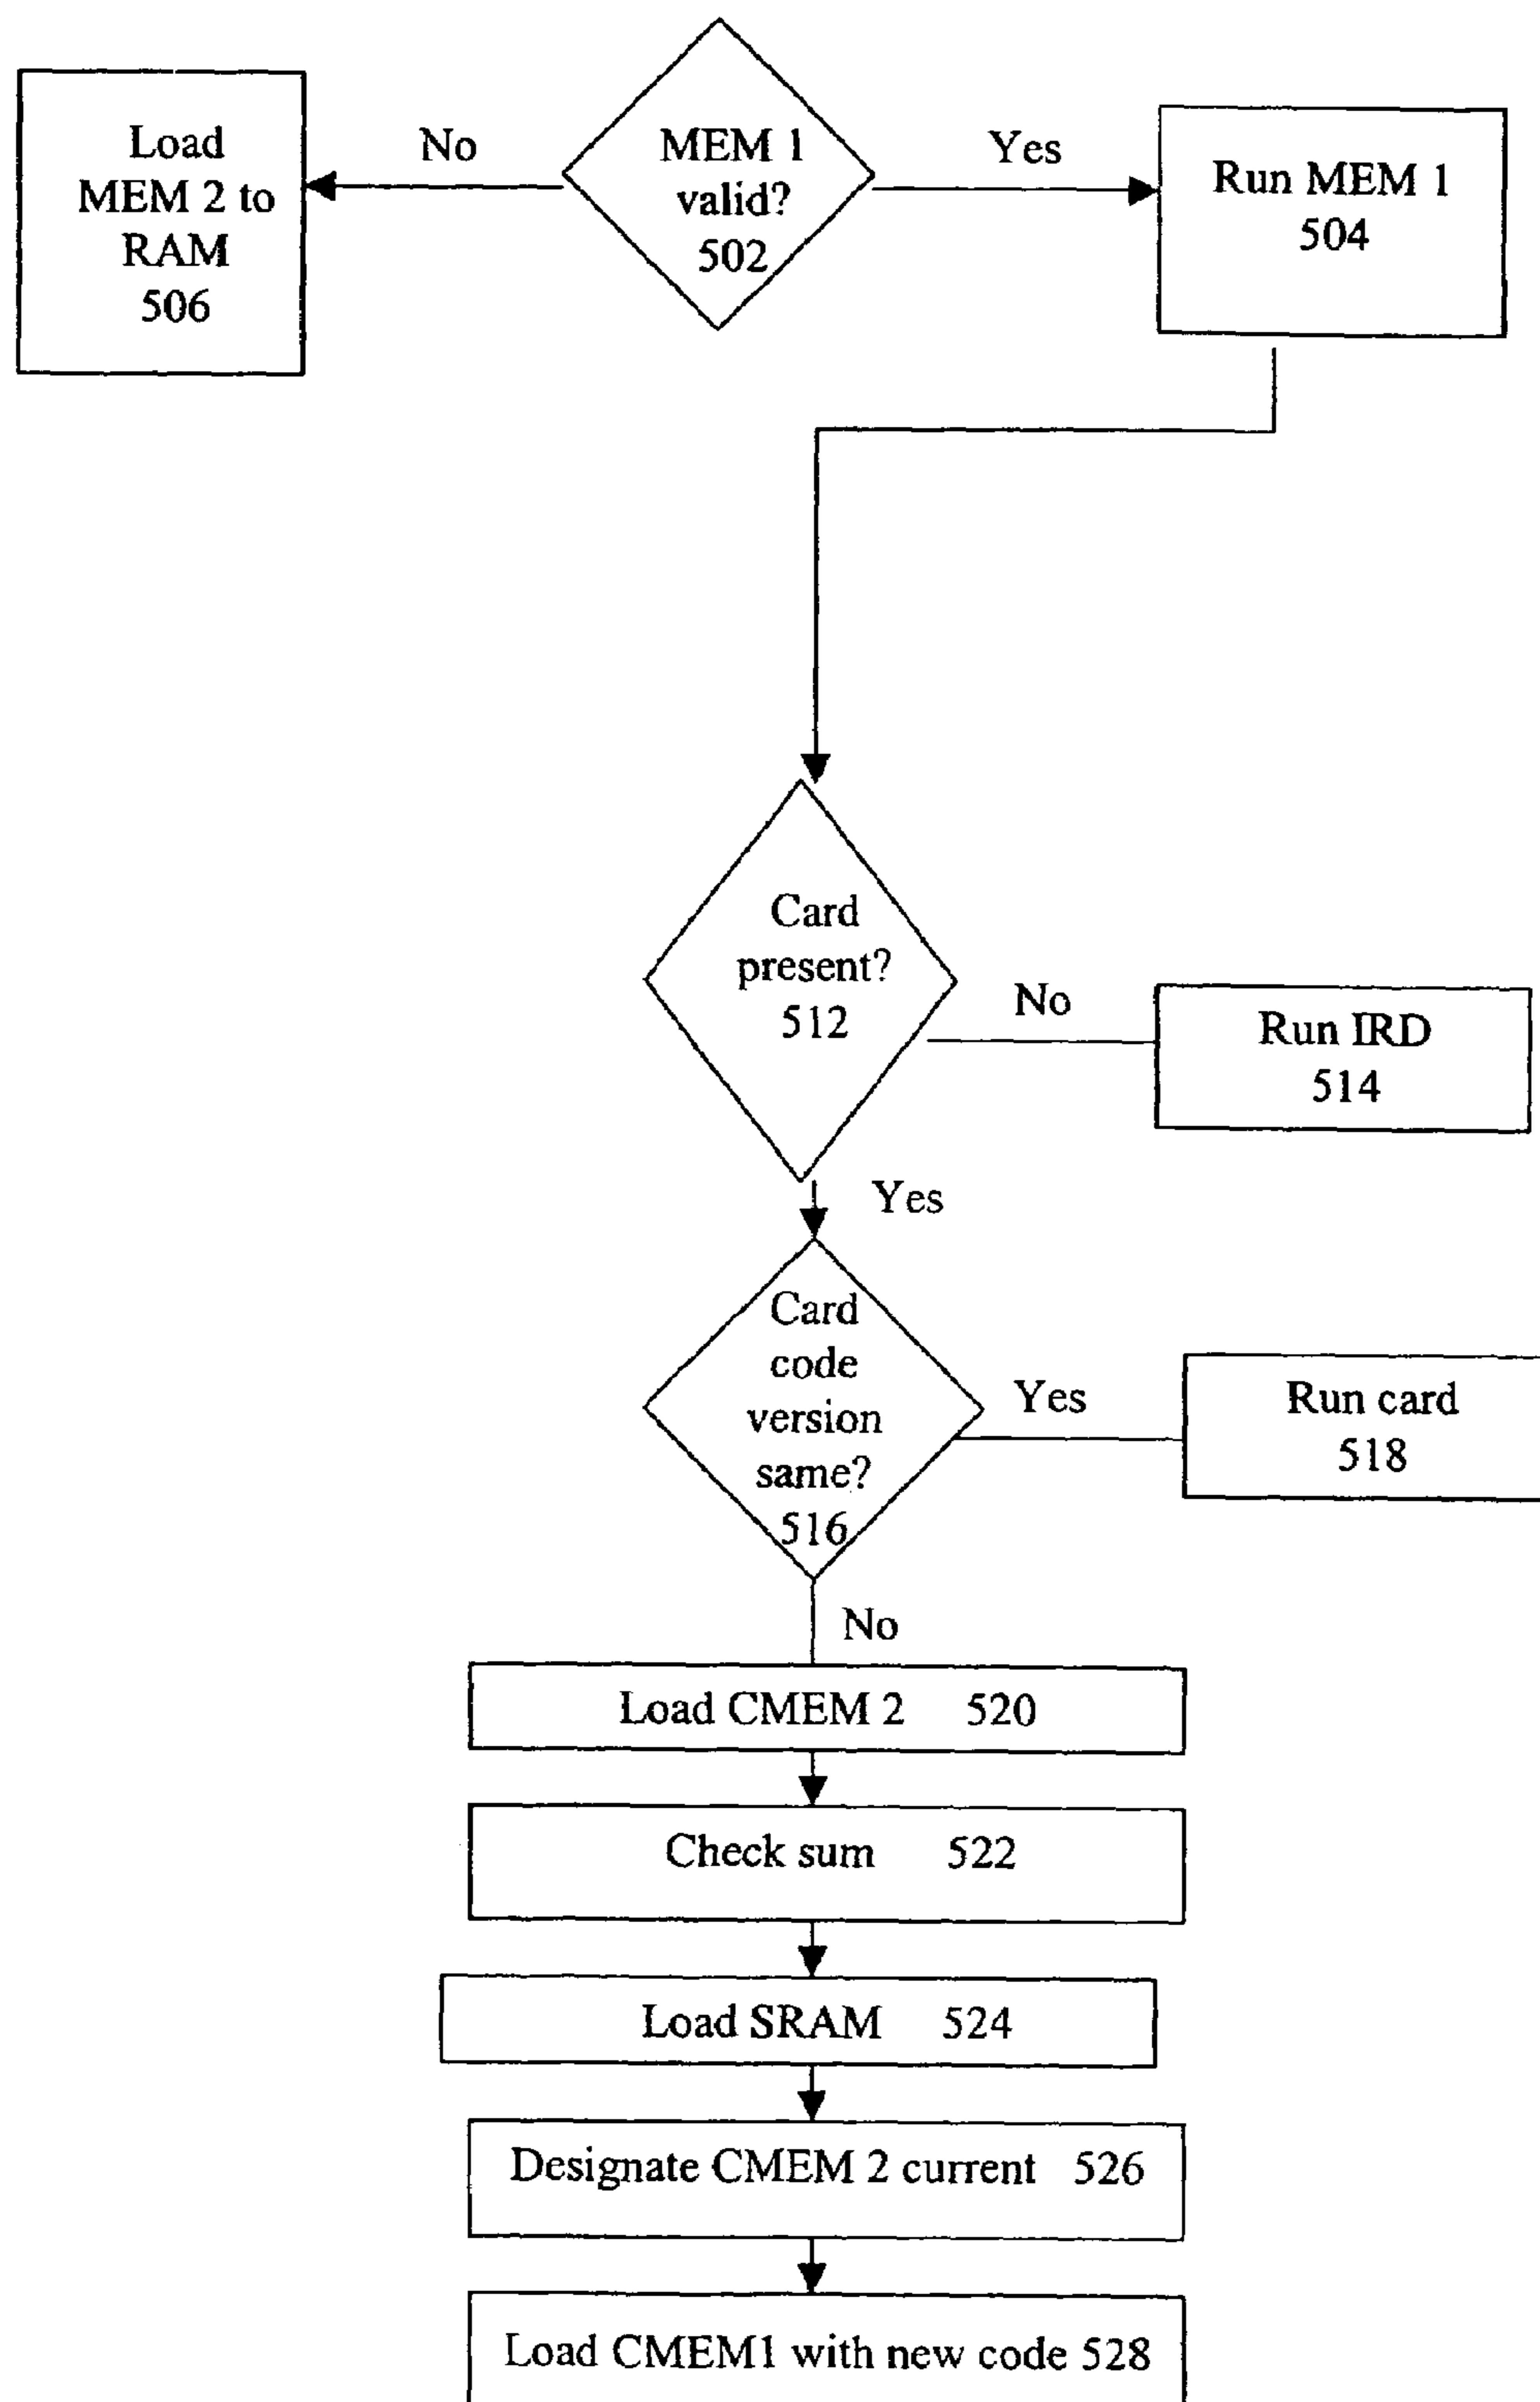 Load
MEM 2 to
RAM
506
No
MEM 1
valid?
502
Yes
Run MEM 1
504
Card
present?
512
No
Run IRD
514
Yes
Card
code
version
same?
516
Yes
Run card
518
No
Load CMEM 2 520
Check sum 522
Load SRAM 524
Designate CMEM 2 current 526
Load CMEM1 with new code 528